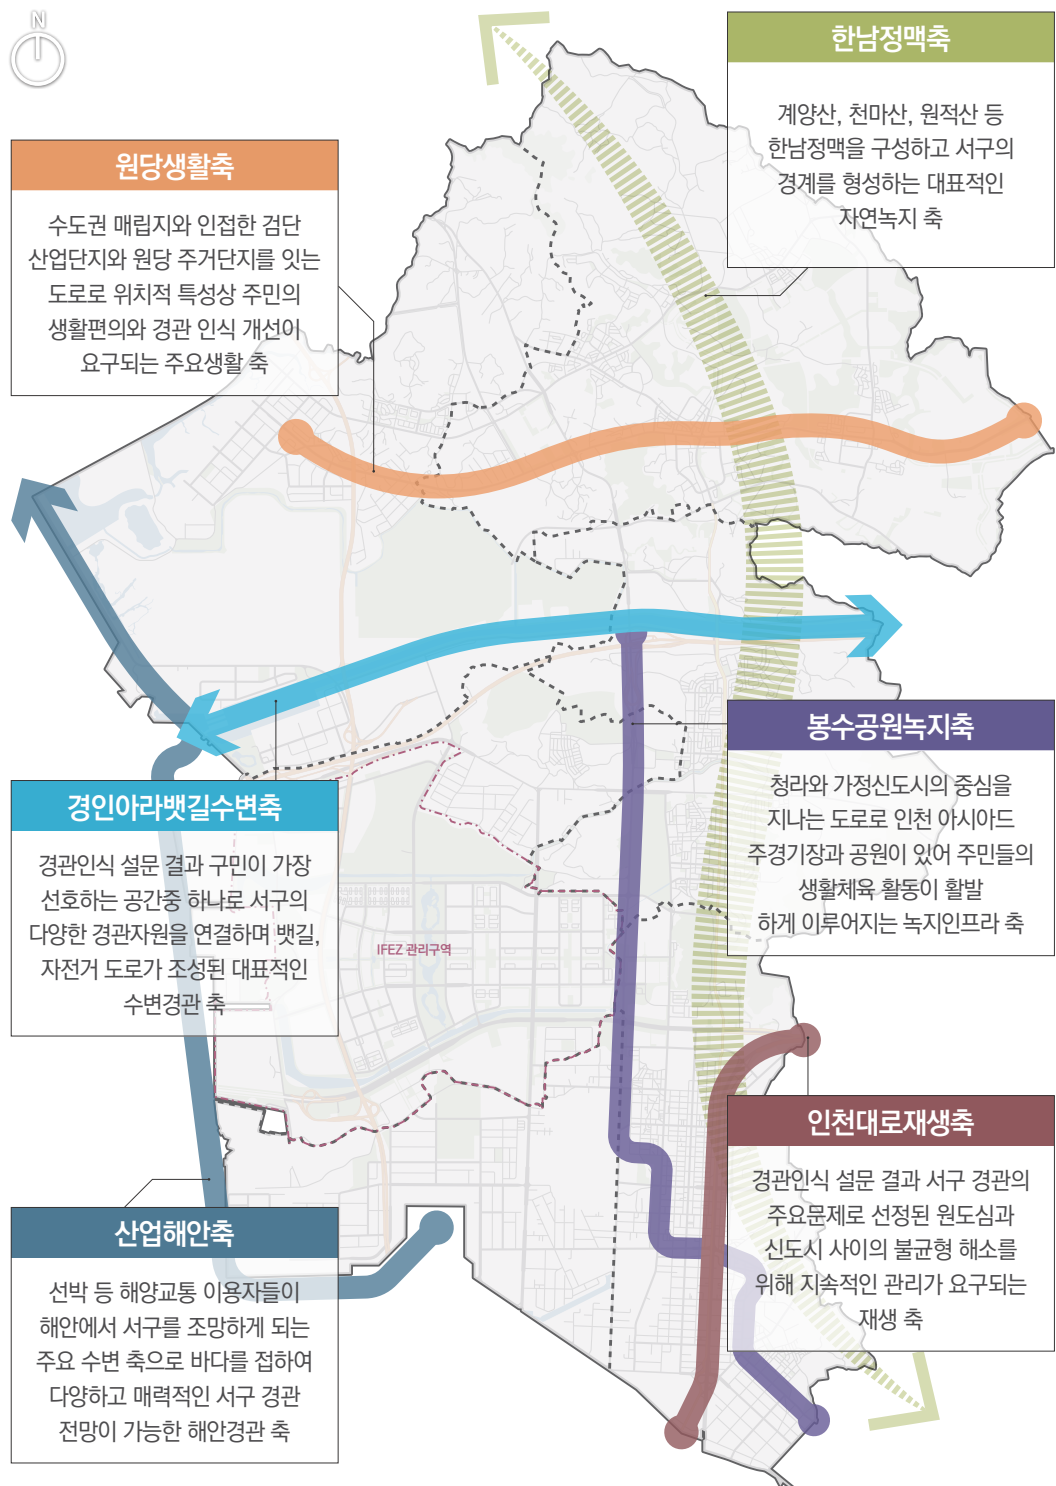 N
한남정맥축
계양산, 천마산, 원적산 등
한남정맥을 구성하고 서구의
경계를 형성하는 대표적인
자연녹지 축
원당생활축
수도권 매립지와 인접한 검단
산업단지와 원당 주거단지를 잇는
도로로 위치적 특성상 주민의
생활편의와 경관 인식 개선이
요구되는 주요생활 축
봉수공원녹지축
청라와 가정신도시의 중심을
지나는 도로로 인천 아시아드
주경기장과 공원이 있어 주민들의
생활체육 활동이 활발
하게 이루어지는 녹지인프라 축
경인아라뱃길수변축
경관인식 설문 결과 구민이 가장
선호하는 공간중 하나로 서구의
다양한 경관자원을 연결하며 뱃길,
자전거 도로가 조성된 대표적인
수변경관 축
IFEZ 관리구역
인천대로재생축
경관인식 설문 결과 서구 경관의
주요문제로 선정된 원도심과
신도시 사이의 불균형 해소를
위해 지속적인 관리가 요구되는
재생 축
산업해안축
선박 등 해양교통 이용자들이
해안에서 서구를 조망하게 되는
주요 수변 축으로 바다를 접하여
다양하고 매력적인 서구 경관
전망이 가능한 해안경관 축